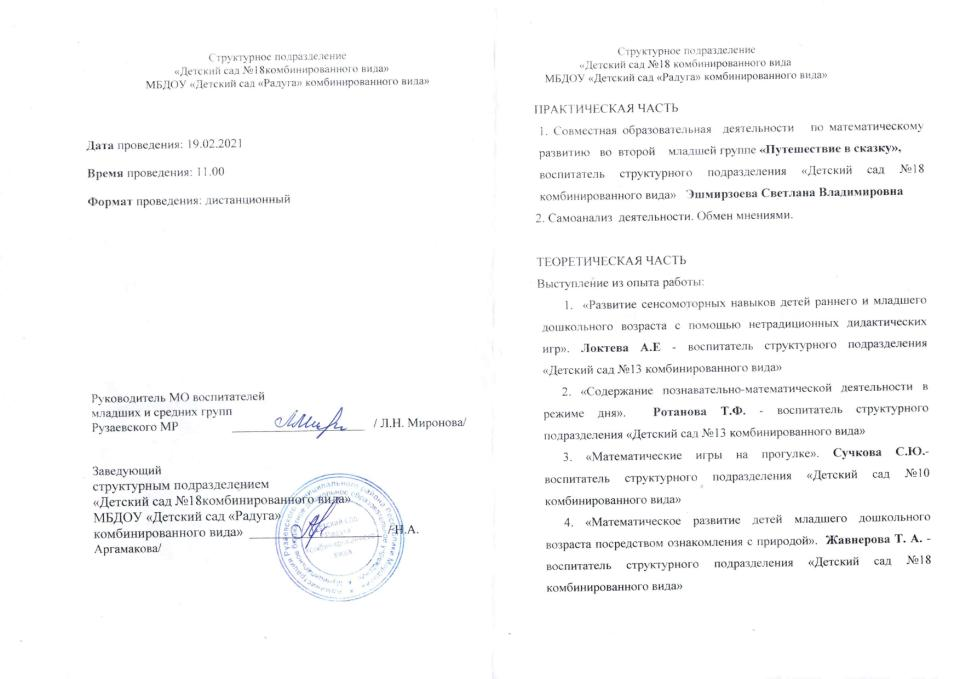 Структурное подразделение
«Детский сад №18комбинированного вида»
МБДОУ «Детский сад «Радуга» комбинированного вида»
Дата проведения: 19.02.2021
Время проведения: 11.00
Формат проведения: дистанционный
Руководитель МО воспитателей
младших и средних групп
Рузаевского МР / Л.Н. Миронова/
Заведующий
структурным подразделением
«Детский сад №18комбинированного вида»
МБДОУ «Детский сад «Радуга»
комбинированного вида» /Н.А.
Аргамакова/
Структурное подразделение
«Детский сад №18 комбинированного вида
МБДОУ «Детский сад «Радуга» комбинированного вида»
ПРАКТИЧЕСКАЯ ЧАСТЬ
1. Совместная образовательная деятельности по математическому
развитию во второй младшей группе «Путешествие в сказку»,
воспитатель структурного подразделения «Детский сад №18
комбинированного вида» Эшмирзоева Светлана Владимировна
2. Самоанализ деятельности. Обмен мнениями.
ТЕОРЕТИЧЕСКАЯ ЧАСТЬ
Выступление из опыта работы:
1. «Развитие сенсомоторных навыков детей раннего и младшего
дошкольного возраста с помощью нетрадиционных дидактических
игр». Локтева А.Е - воспитатель структурного подразделения
«Детский сад №13 комбинированного вида»
2. «Содержание познавательно-математической деятельности в
режиме дня». Ротанова Т.Ф. - воспитатель структурного
подразделения «Детский сад №13 комбинированного вида»
3. «Математические игры на прогулке». Сучкова С.Ю.-
воспитатель структурного подразделения «Детский сад №10
комбинированного вида»
4. «Математическое развитие детей младшего дошкольного
возраста посредством ознакомления с природой». Жавнерова Т. А. -
воспитатель структурного подразделения «Детский сад №18
комбинированного вида»